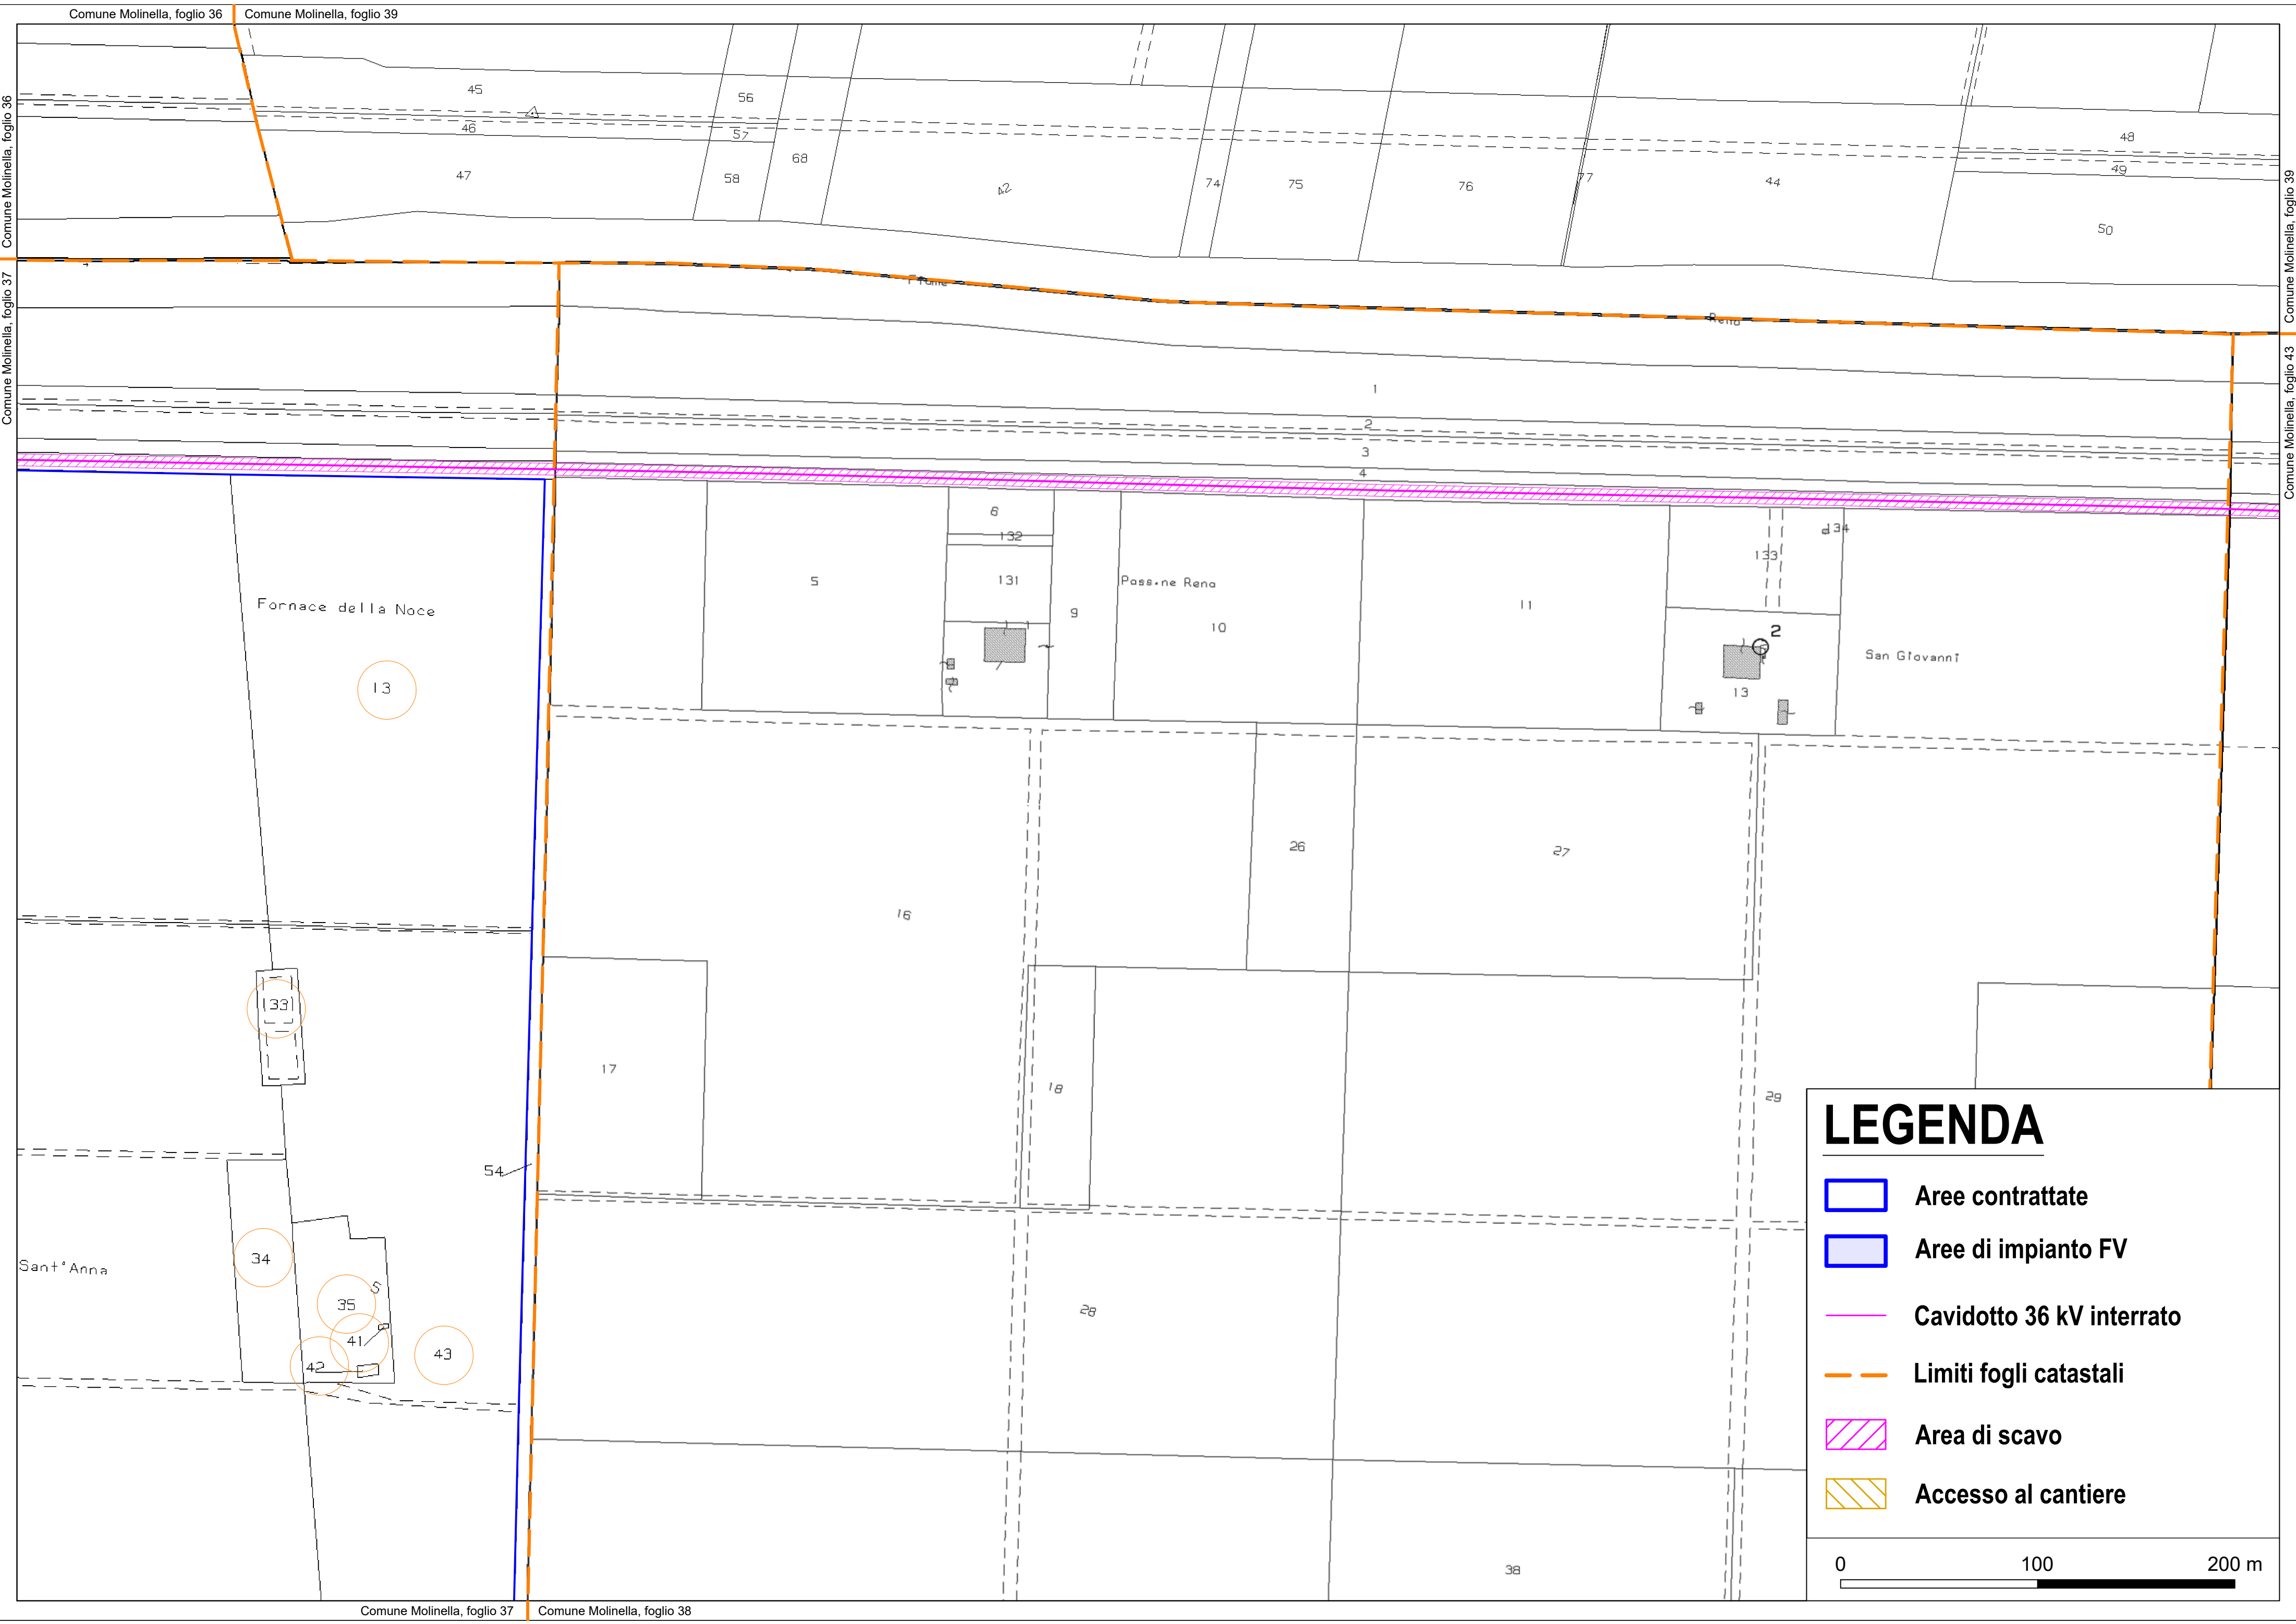 Comune Molinella, foglio 36
Comune Molinella, foglio 39
Comune Molinella, foglio 36
Comune Molinella, foglio 37
Comune Molinella, foglio 39
Comune Molinella, foglio 43
45
56
46
57
48
49
47
58
68
42
74
75
76
77
44
50
Fiume
Reno
1
2
3
4
6
132
134
133
5
131
Poss.ne Reno
9
10
11
Fornace della Noce
2
San Giovanni
13
13
26
27
16
133
17
18
29
54
34
Sant'Anna
5
35
28
41
42
43
38
LEGENDA
Aree contrattate
Aree di impianto FV
Cavidotto 36 kV interrato
Limiti fogli catastali
Area di scavo
Accesso al cantiere
0 100 200 m
Comune Molinella, foglio 37
Comune Molinella, foglio 38